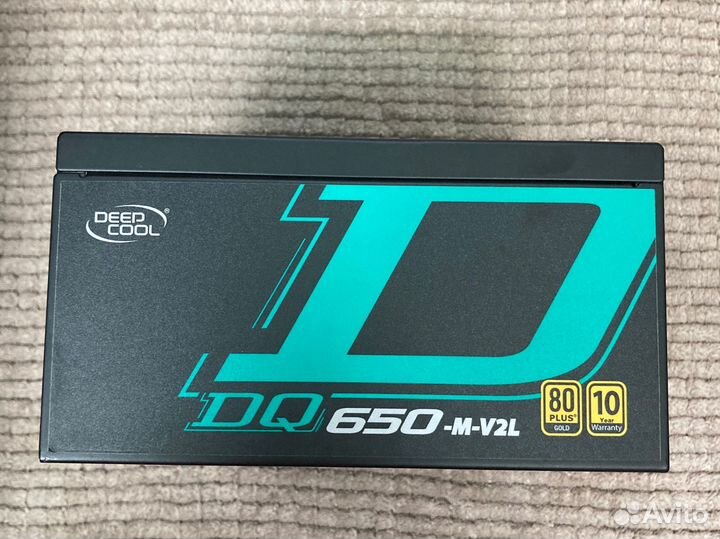 DEEP
COOL®
DQ650-M-V2L
80
PLUS®
GOLD
10
Year
Warranty
Avito